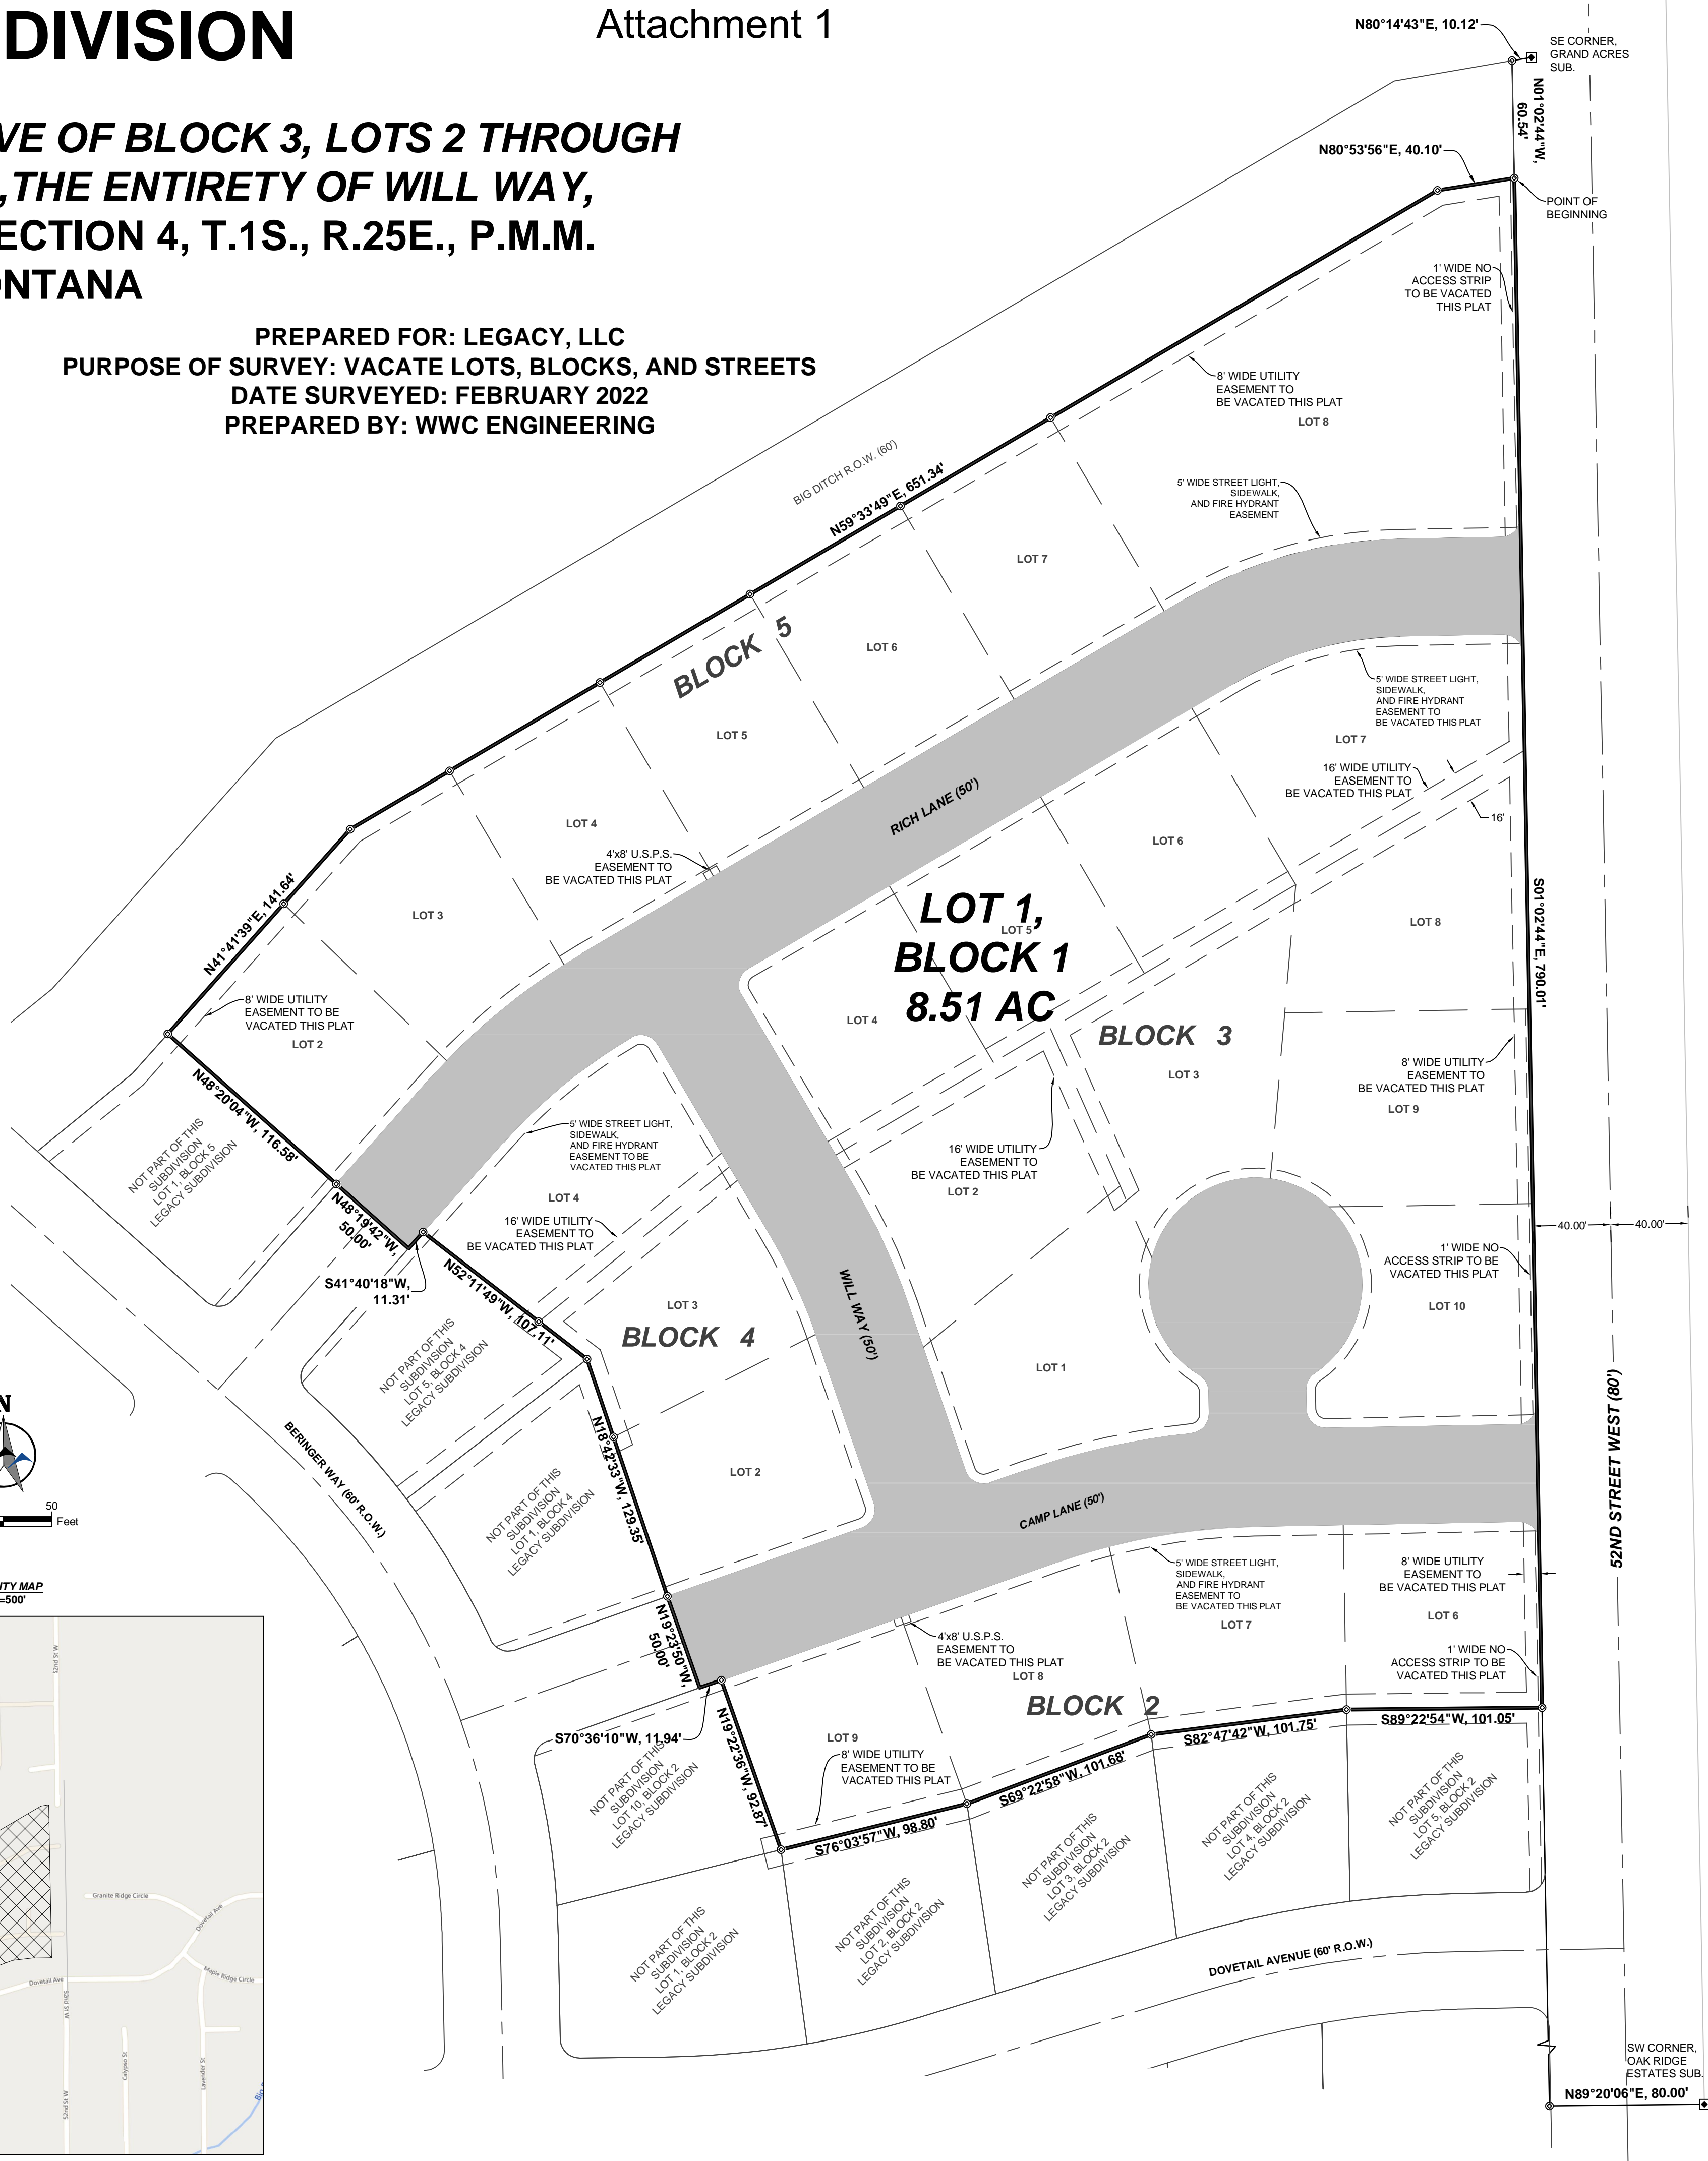 DIVISION
Attachment 1
VE OF BLOCK 3, LOTS 2 THROUGH
,THE ENTIRETY OF WILL WAY,
ECTION 4, T.1S., R.25E., P.M.M.
ONTANA
PREPARED FOR: LEGACY, LLC
PURPOSE OF SURVEY: VACATE LOTS, BLOCKS, AND STREETS
DATE SURVEYED: FEBRUARY 2022
PREPARED BY: WWC ENGINEERING
N80°14'43"E, 10.12'
SE CORNER,
GRAND ACRES
SUB.
N01°02'44"W,
60.54'
N80°53'56"E, 40.10'
POINT OF
BEGINNING
1' WIDE NO
ACCESS STRIP
TO BE VACATED
THIS PLAT
8' WIDE UTILITY
EASEMENT TO
BE VACATED THIS PLAT
LOT 8
BIG DITCH R.O.W. (60')
N59°33'49"E, 651.34'
5' WIDE STREET LIGHT,
SIDEWALK,
AND FIRE HYDRANT
EASEMENT
LOT 7
BLOCK 5
LOT 6
5' WIDE STREET LIGHT,
SIDEWALK,
AND FIRE HYDRANT
EASEMENT TO
BE VACATED THIS PLAT
LOT 5
LOT 7
16' WIDE UTILITY
EASEMENT TO
BE VACATED THIS PLAT
16'
RICH LANE (50')
LOT 4
LOT 6
4'x8' U.S.P.S.
EASEMENT TO
BE VACATED THIS PLAT
N41°41'39"E, 141.64'
LOT 3
LOT 1,
BLOCK 1
8.51 AC
LOT 5
LOT 8
S01°02'44"E, 790.01'
8' WIDE UTILITY
EASEMENT TO BE
VACATED THIS PLAT
LOT 2
LOT 4
BLOCK 3
LOT 3
8' WIDE UTILITY
EASEMENT TO
BE VACATED THIS PLAT
LOT 9
N48°20'04"W, 116.58'
NOT PART OF THIS
SUBDIVISION
LOT 1, BLOCK 5
LEGACY SUBDIVISION
5' WIDE STREET LIGHT,
SIDEWALK,
AND FIRE HYDRANT
EASEMENT TO BE
VACATED THIS PLAT
16' WIDE UTILITY
EASEMENT TO
BE VACATED THIS PLAT
LOT 2
LOT 4
N48°19'42"W,
50.00'
16' WIDE UTILITY
EASEMENT TO
BE VACATED THIS PLAT
40.00'
40.00'
1' WIDE NO
ACCESS STRIP TO BE
VACATED THIS PLAT
S41°40'18"W,
11.31'
N52°11'49"W, 107.11'
LOT 3
BLOCK 4
WILL WAY (50')
LOT 10
NOT PART OF THIS
SUBDIVISION
LOT 5, BLOCK 4
LEGACY SUBDIVISION
LOT 1
N
50
Feet
BERINGER WAY (60' R.O.W.)
N18°42'33"W, 129.35'
LOT 2
52ND STREET WEST (80')
NOT PART OF THIS
SUBDIVISION
LOT 1, BLOCK 4
LEGACY SUBDIVISION
CAMP LANE (50')
5' WIDE STREET LIGHT,
SIDEWALK,
AND FIRE HYDRANT
EASEMENT TO
BE VACATED THIS PLAT
8' WIDE UTILITY
EASEMENT TO
BE VACATED THIS PLAT
LOT 7
LOT 6
N19°23'50"W,
50.00'
4'x8' U.S.P.S.
EASEMENT TO
BE VACATED THIS PLAT
LOT 8
1' WIDE NO
ACCESS STRIP TO BE
VACATED THIS PLAT
BLOCK 2
S70°36'10"W, 11.94'
N19°22'36"W, 92.87'
LOT 9
8' WIDE UTILITY
EASEMENT TO BE
VACATED THIS PLAT
S89°22'54"W, 101.05'
S82°47'42"W, 101.75'
S69°22'58"W, 101.68'
S76°03'57"W, 98.80'
NOT PART OF THIS
SUBDIVISION
LOT 10, BLOCK 2
LEGACY SUBDIVISION
NOT PART OF THIS
SUBDIVISION
LOT 5, BLOCK 2
LEGACY SUBDIVISION
NOT PART OF THIS
SUBDIVISION
LOT 4, BLOCK 2
LEGACY SUBDIVISION
NOT PART OF THIS
SUBDIVISION
LOT 3, BLOCK 2
LEGACY SUBDIVISION
NOT PART OF THIS
SUBDIVISION
LOT 2, BLOCK 2
LEGACY SUBDIVISION
NOT PART OF THIS
SUBDIVISION
LOT 1, BLOCK 2
LEGACY SUBDIVISION
DOVETAIL AVENUE (60' R.O.W.)
SW CORNER,
OAK RIDGE
ESTATES SUB.
N89°20'06"E, 80.00'
ITY MAP
=500'
52nd St W
Granite Ridge Circle
Dovetail Ave
Dovetail Ave
Maple Ridge Circle
52nd St W
Calypso St
Lavender St
52nd St W
Big